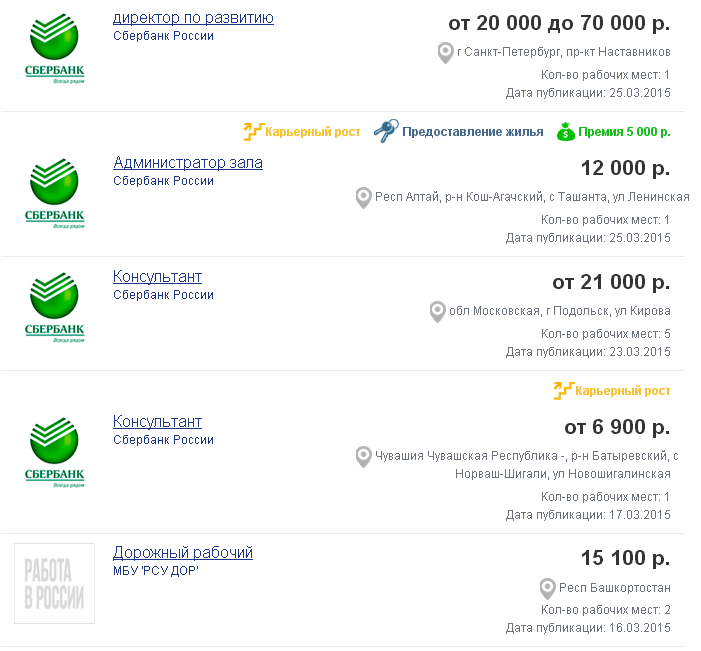 директор по развитию
Сбербанк России
СБЕРБАНК
Всегда рядом
от 20 000 до 70 000 р.
г Санкт-Петербург, пр-кт Наставников
Кол-во рабочих мест: 1
Дата публикации: 25.03.2015
Карьерный рост Предоставление жилья $ Премия 5 000 р.
Администратор зала
Сбербанк России
СБЕРБАНК
Всегда рядом
12 000 р.
Респ Алтай, р-н Кош-Агачский, с Ташанта, ул Ленинская
Кол-во рабочих мест: 1
Дата публикации: 25.03.2015
Консультант
Сбербанк России
СБЕРБАНК
Всегда рядом
от 21 000 р.
обл Московская, г Подольск, ул Кирова
Кол-во рабочих мест: 5
Дата публикации: 23.03.2015
Карьерный рост
Консультант
Сбербанк России
СБЕРБАНК
Всегда рядом
от 6 900 р.
Чувашия Чувашская Республика -, р-н Батыревский, с
Норваш-Шигали, ул Новошигалинская
Кол-во рабочих мест: 1
Дата публикации: 17.03.2015
Дорожный рабочий
МБУ 'РСУ ДОР'
РАБОТА
В РОССИИ
15 100 р.
Респ Башкортостан
Кол-во рабочих мест: 2
Дата публикации: 16.03.2015